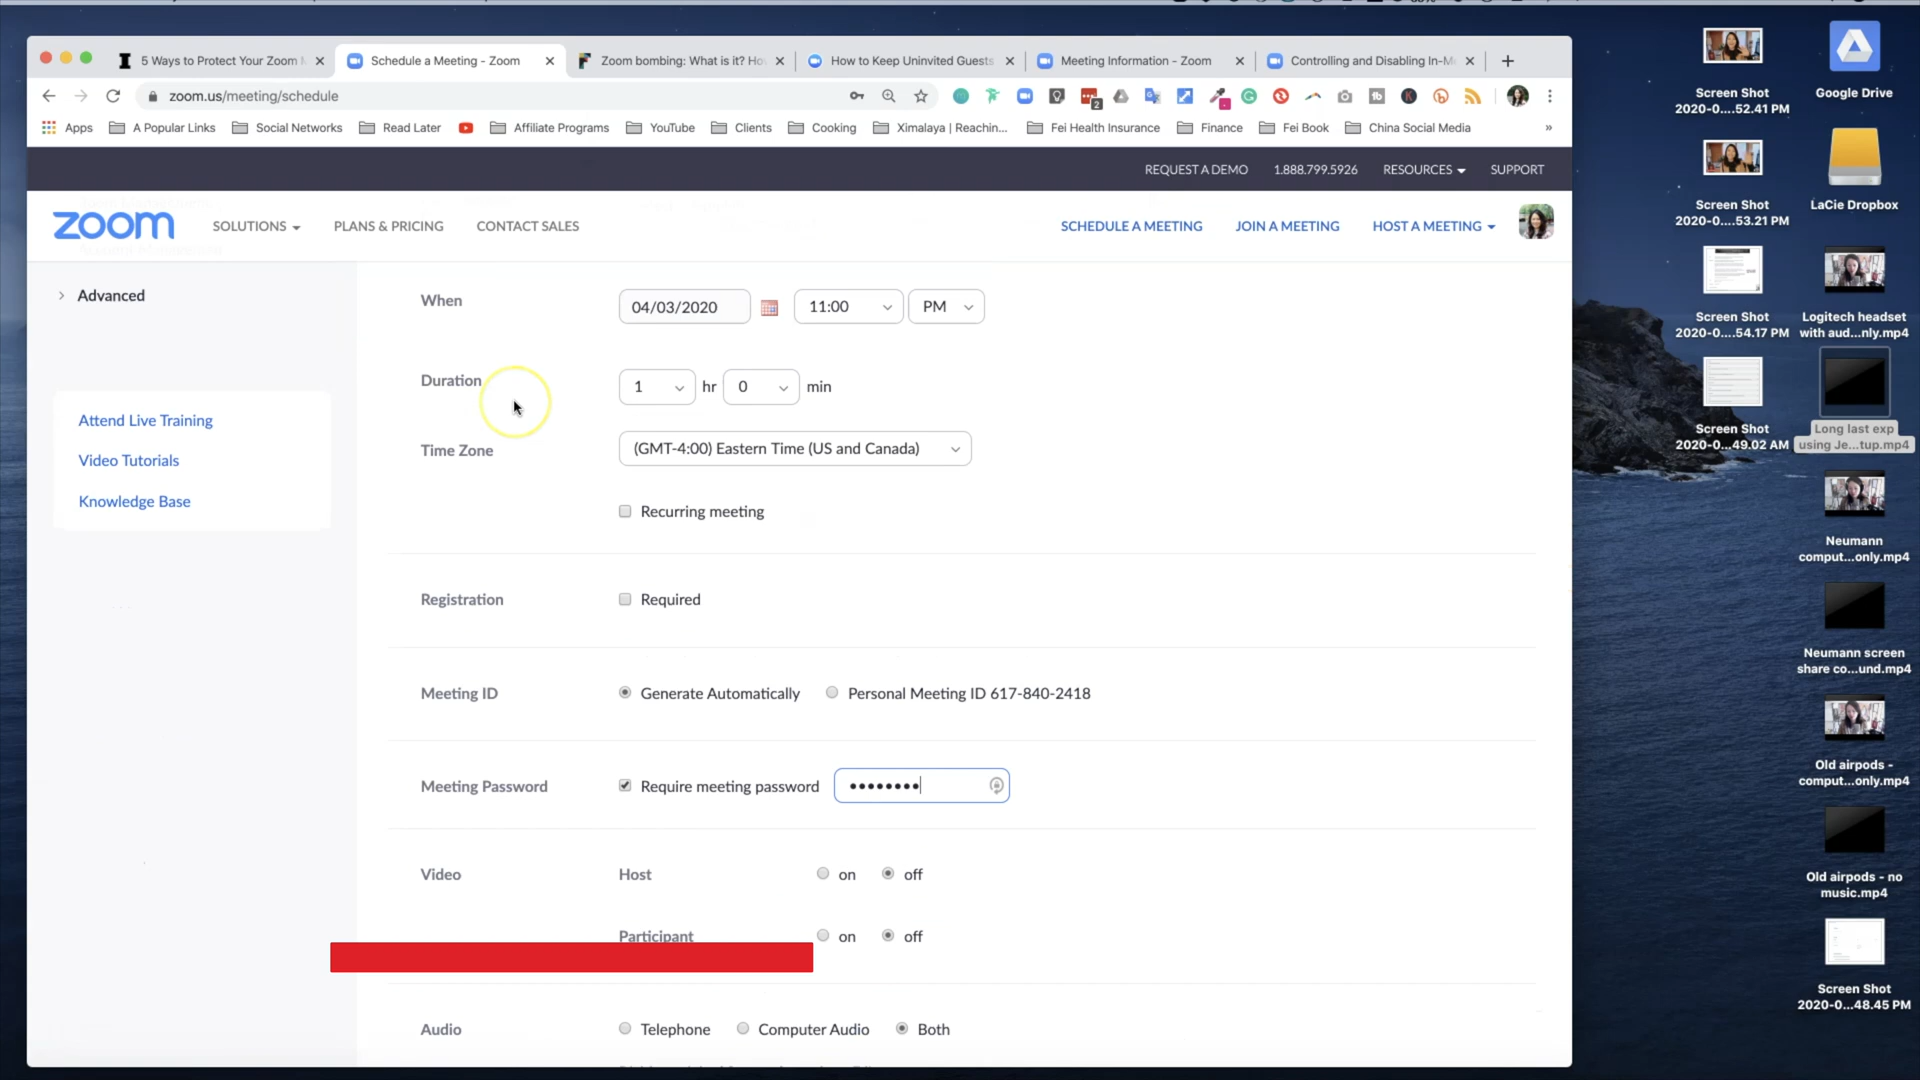 5 Ways to Protect Your Zoom
Schedule a Meeting - Zoom
Zoom bombing: What is it? Ho
How to Keep Uninvited Guests
Meeting Information - Zoom
Controlling and Disabling In-M
zoom.us/meeting/schedule
2
Apps
A Popular Links
Social Networks
Read Later
Affiliate Programs
YouTube
Clients
Cooking
Ximalaya | Reachin...
Fei Health Insurance
Finance
Fei Book
China Social Media
»
REQUEST A DEMO
1.888.799.5926
RESOURCES
SUPPORT
zoom
SOLUTIONS
PLANS & PRICING
CONTACT SALES
SCHEDULE A MEETING
JOIN A MEETING
HOST A MEETING
Advanced
Attend Live Training
Video Tutorials
Knowledge Base
When
04/03/2020
11:00
PM
Duration
1
hr
0
min
Time Zone
(GMT-4:00) Eastern Time (US and Canada)
Recurring meeting
Registration
Required
Meeting ID
Generate Automatically
Personal Meeting ID 617-840-2418
Meeting Password
Require meeting password
••••••••
Video
Host
on
off
Participant
on
off
Audio
Telephone
Computer Audio
Both
Screen Shot
2020-0....52.41 PM
Google Drive
Screen Shot
2020-0....53.21 PM
LaCie Dropbox
Screen Shot
2020-0....54.17 PM
Logitech headset
with aud...nly.mp4
Screen Shot
2020-0...49.02 AM
Long last exp
using Je...tup.mp4
Neumann
comput...only.mp4
Neumann screen
share co...und.mp4
Old airpods -
comput...only.mp4
Old airpods - no
music.mp4
Screen Shot
2020-0...48.45 PM